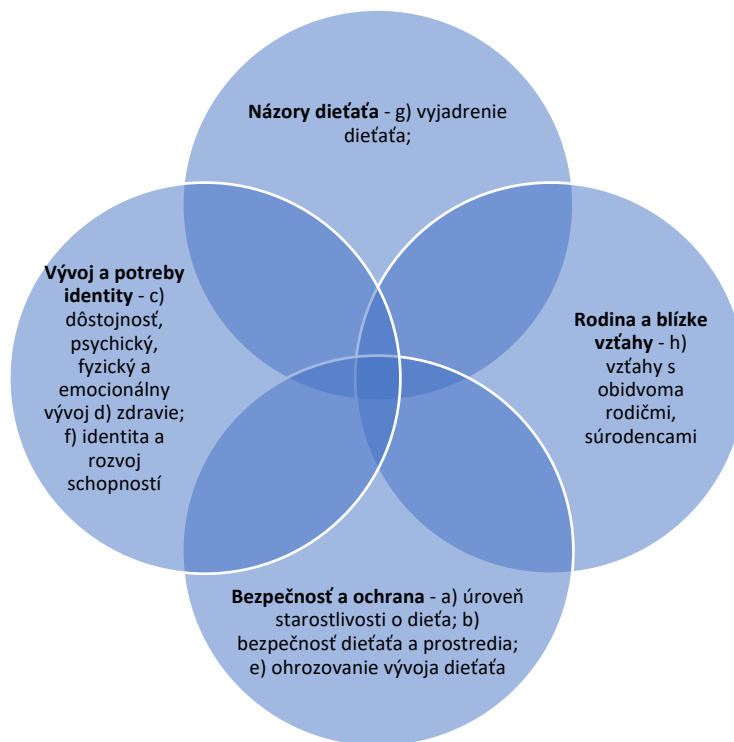 Názory dieťaťa - g) vyjadrenie
dieťaťa;
Vývoj a potreby
identity - c)
dôstojnosť,
psychický,
fyzický a
emocionálny
vývoj d) zdravie;
f) identita a
rozvoj
schopností
Rodina a blízke
vzťahy - h)
vzťahy s
obidvoma
rodičmi,
súrodencami
Bezpečnosť a ochrana - a) úroveň
starostlivosti o dieťa; b)
bezpečnosť dieťaťa a prostredia;
e) ohrozovanie vývoja dieťaťa